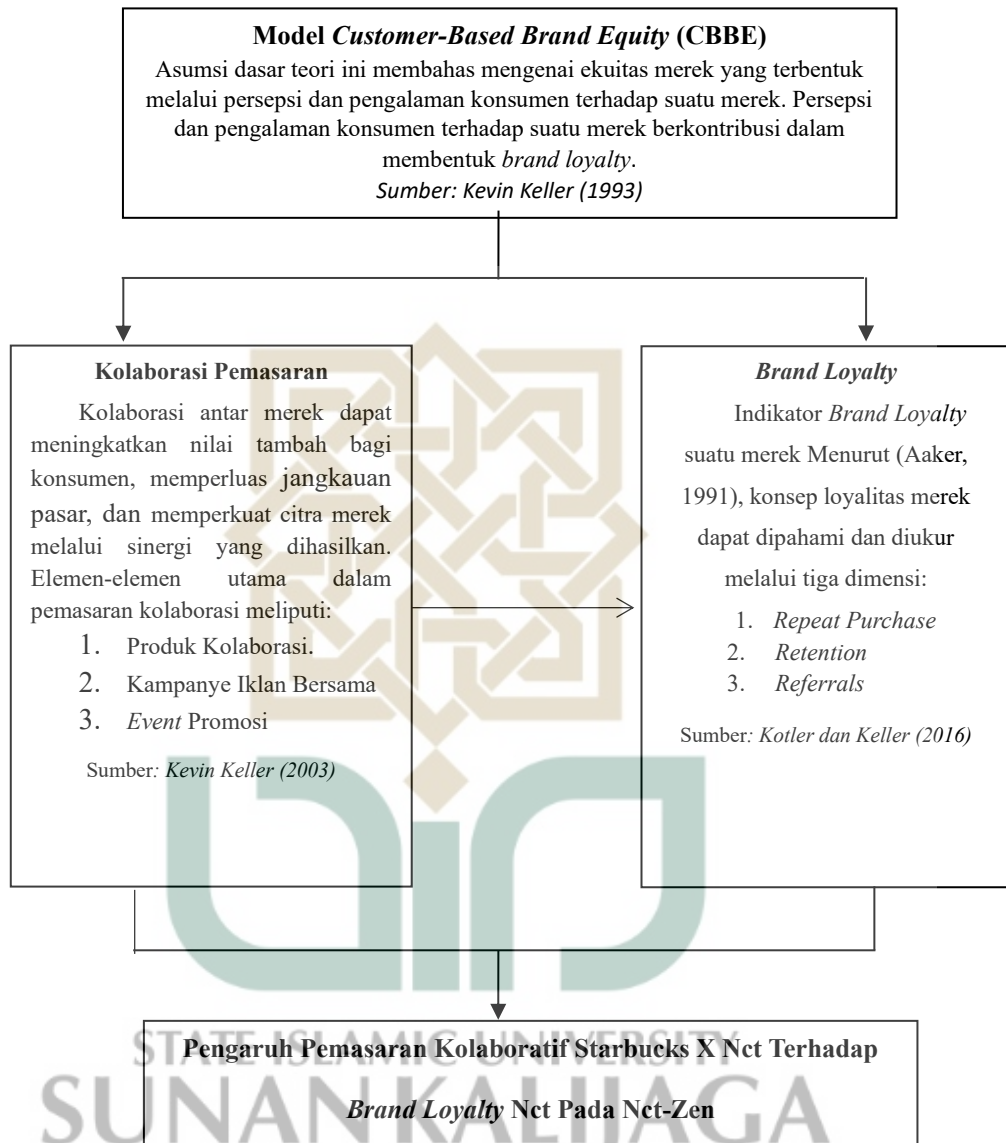 Model Customer-Based Brand Equity (CBBE)
Asumsi dasar teori ini membahas mengenai ekuitas merek yang terbentuk
melalui persepsi dan pengalaman konsumen terhadap suatu merek. Persepsi
dan pengalaman konsumen terhadap suatu merek berkontribusi dalam
membentuk brand loyalty.
Sumber: Kevin Keller (1993)
Kolaborasi Pemasaran
Kolaborasi antar merek dapat
meningkatkan nilai tambah bagi
konsumen, memperluas jangkauan
pasar, dan memperkuat citra merek
melalui sinergi yang dihasilkan.
Elemen-elemen utama dalam
pemasaran kolaborasi meliputi:
1. Produk Kolaborasi.
2. Kampanye Iklan Bersama
3. Event Promosi
Sumber: Kevin Keller (2003)
Brand Loyalty
Indikator Brand Loyalty
suatu merek Menurut (Aaker,
1991), konsep loyalitas merek
dapat dipahami dan diukur
melalui tiga dimensi:
1. Repeat Purchase
2. Retention
3. Referrals
Sumber: Kotler dan Keller (2016)
Pengaruh Pemasaran Kolaboratif Starbucks X Nct Terhadap
Brand Loyalty Nct Pada Nct-Zen
STATE ISLAMIC UNIVERSITY
SUNAN KALIJAGA